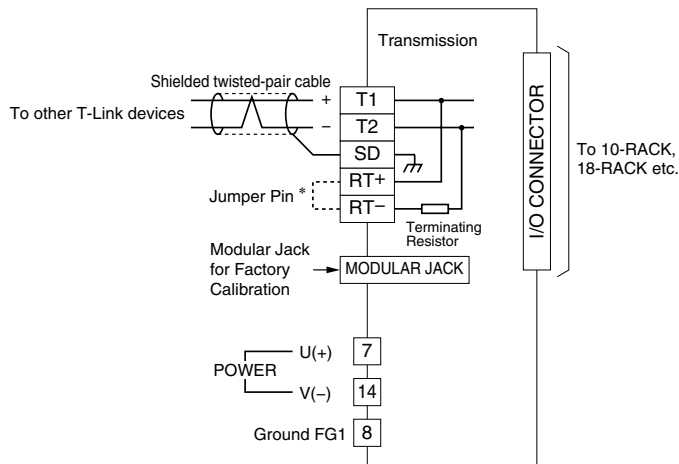 Transmission
Shielded twisted-pair cable
To other T-Link devices
+
−
T1
T2
SD
RT+
RT−
Jumper Pin *
Terminating
Resistor
I/O CONNECTOR
To 10-RACK,
18-RACK etc.
Modular Jack
for Factory
Calibration
MODULAR JACK
POWER
U(+)
7
V(−)
14
Ground FG1
8